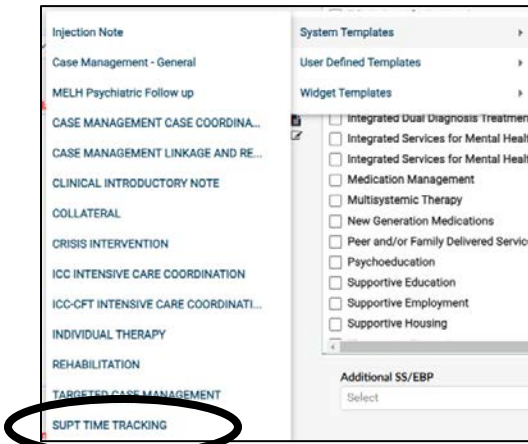 Injection Note
Case Management - General
MELH Psychiatric Follow up
CASE MANAGEMENT CASE COORDINA...
CASE MANAGEMENT LINKAGE AND RE...
CLINICAL INTRODUCTORY NOTE
COLLATERAL
CRISIS INTERVENTION
ICC INTENSIVE CARE COORDINATION
ICC-CFT INTENSIVE CARE COORDINATI...
INDIVIDUAL THERAPY
REHABILITATION
TARGETED CASE MANAGEMENT
SUPT TIME TRACKING
System Templates
User Defined Templates
Widget Templates
Integrated Dual Diagnosis Treatmen
Integrated Services for Mental Healt
Integrated Services for Mental Healt
Medication Management
Multisystemic Therapy
New Generation Medications
Peer and/or Family Delivered Servic
Psychoeducation
Supportive Education
Supportive Employment
Supportive Housing
Additional SS/EBP
Select